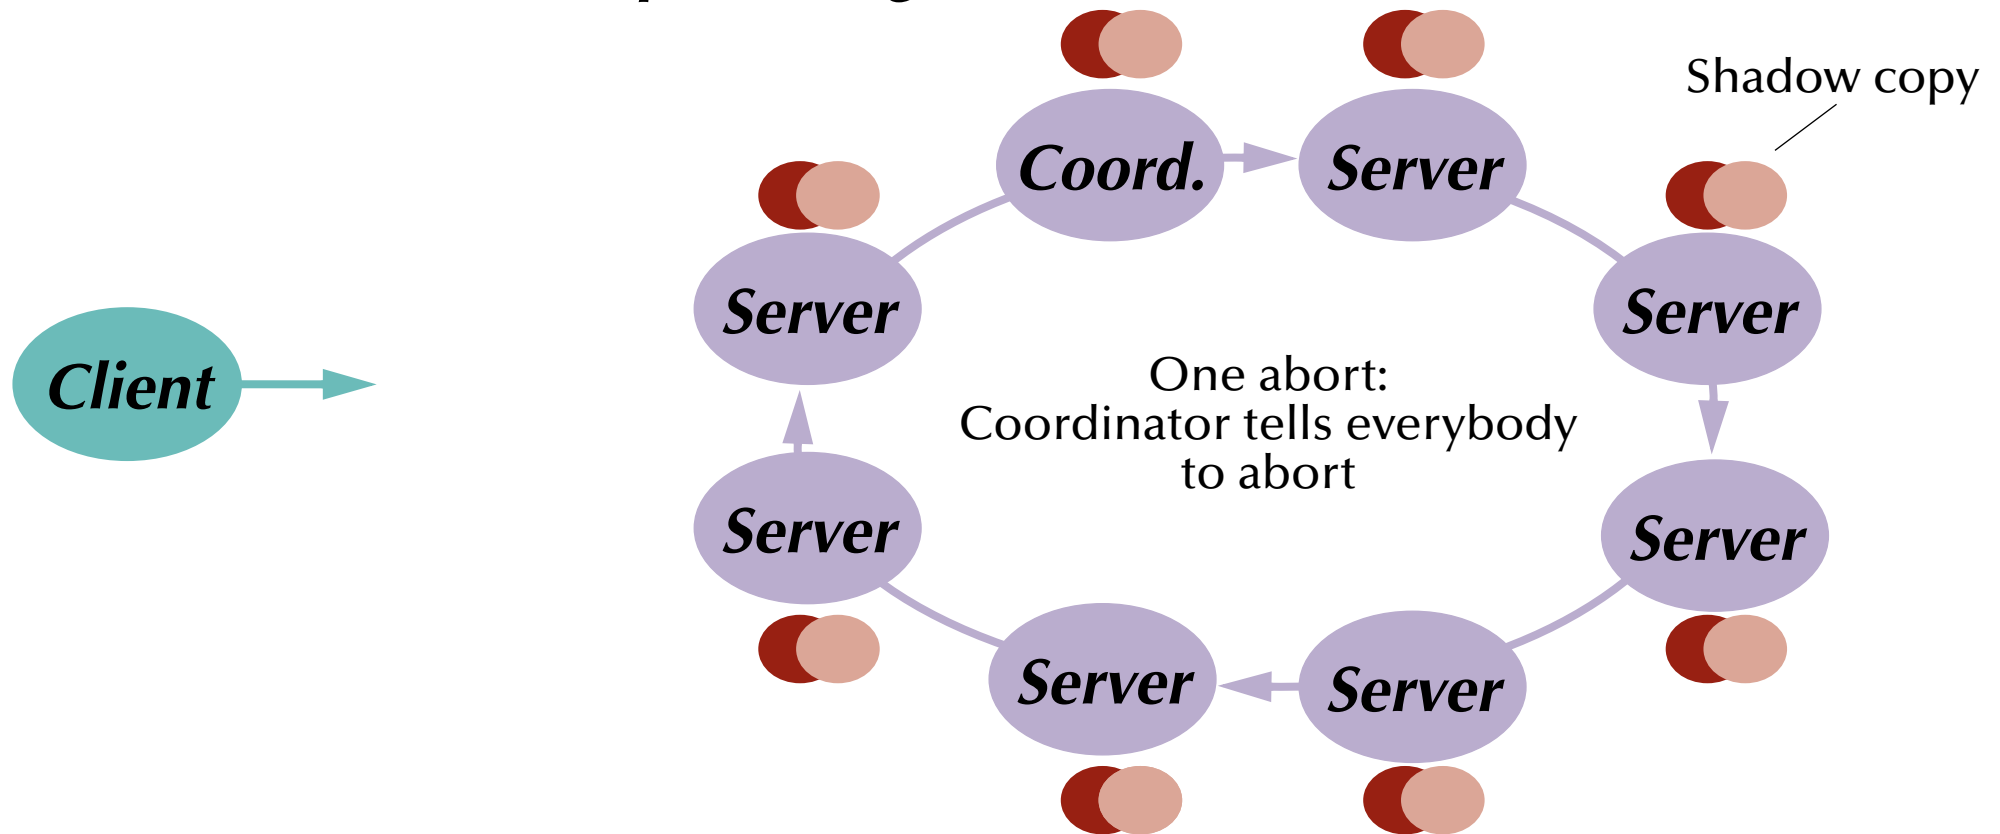 Shadow copy
Coord.
Server
Server
Server
Client
One abort:
Coordinator tells everybody
to abort
Server
Server
Server
Server